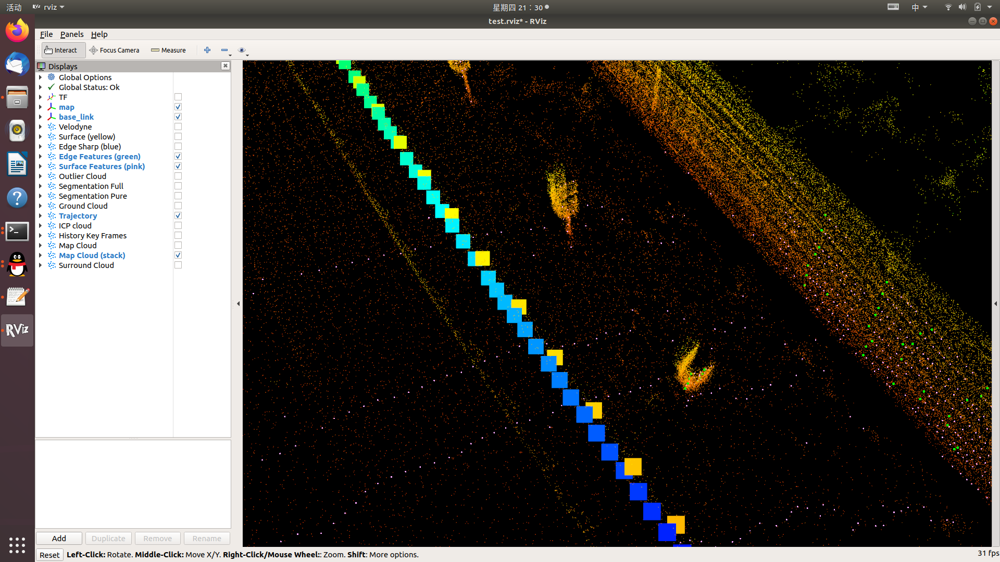 活动 RViz rviz 星期四 21：30 中
test.rviz* - RViz
File Panels Help
Interact Focus Camera Measure
Displays
Global Options
Global Status: Ok
TF
map
base_link
Velodyne
Surface (yellow)
Edge Sharp (blue)
Edge Features (green)
Surface Features (pink)
Outlier Cloud
Segmentation Full
Segmentation Pure
Ground Cloud
Trajectory
ICP cloud
History Key Frames
Map Cloud
Map Cloud (stack)
Surround Cloud
RViz
Add Duplicate Remove Rename
Reset Left-Click: Rotate. Middle-Click: Move X/Y. Right-Click/Mouse Wheel:: Zoom. Shift: More options. 31 fps